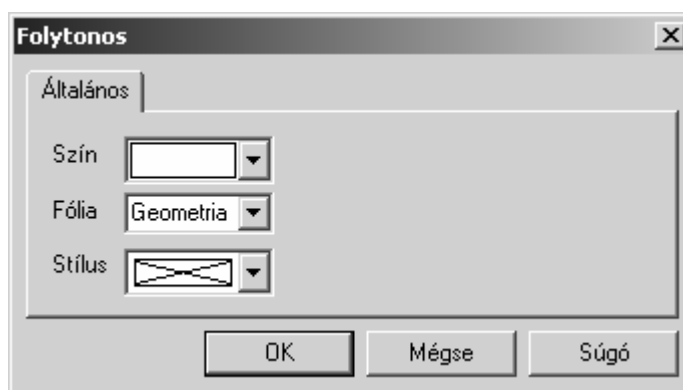 Folytonos
Általános
Szín
Fólia Geometria
Stílus
OK Mégse Súgó